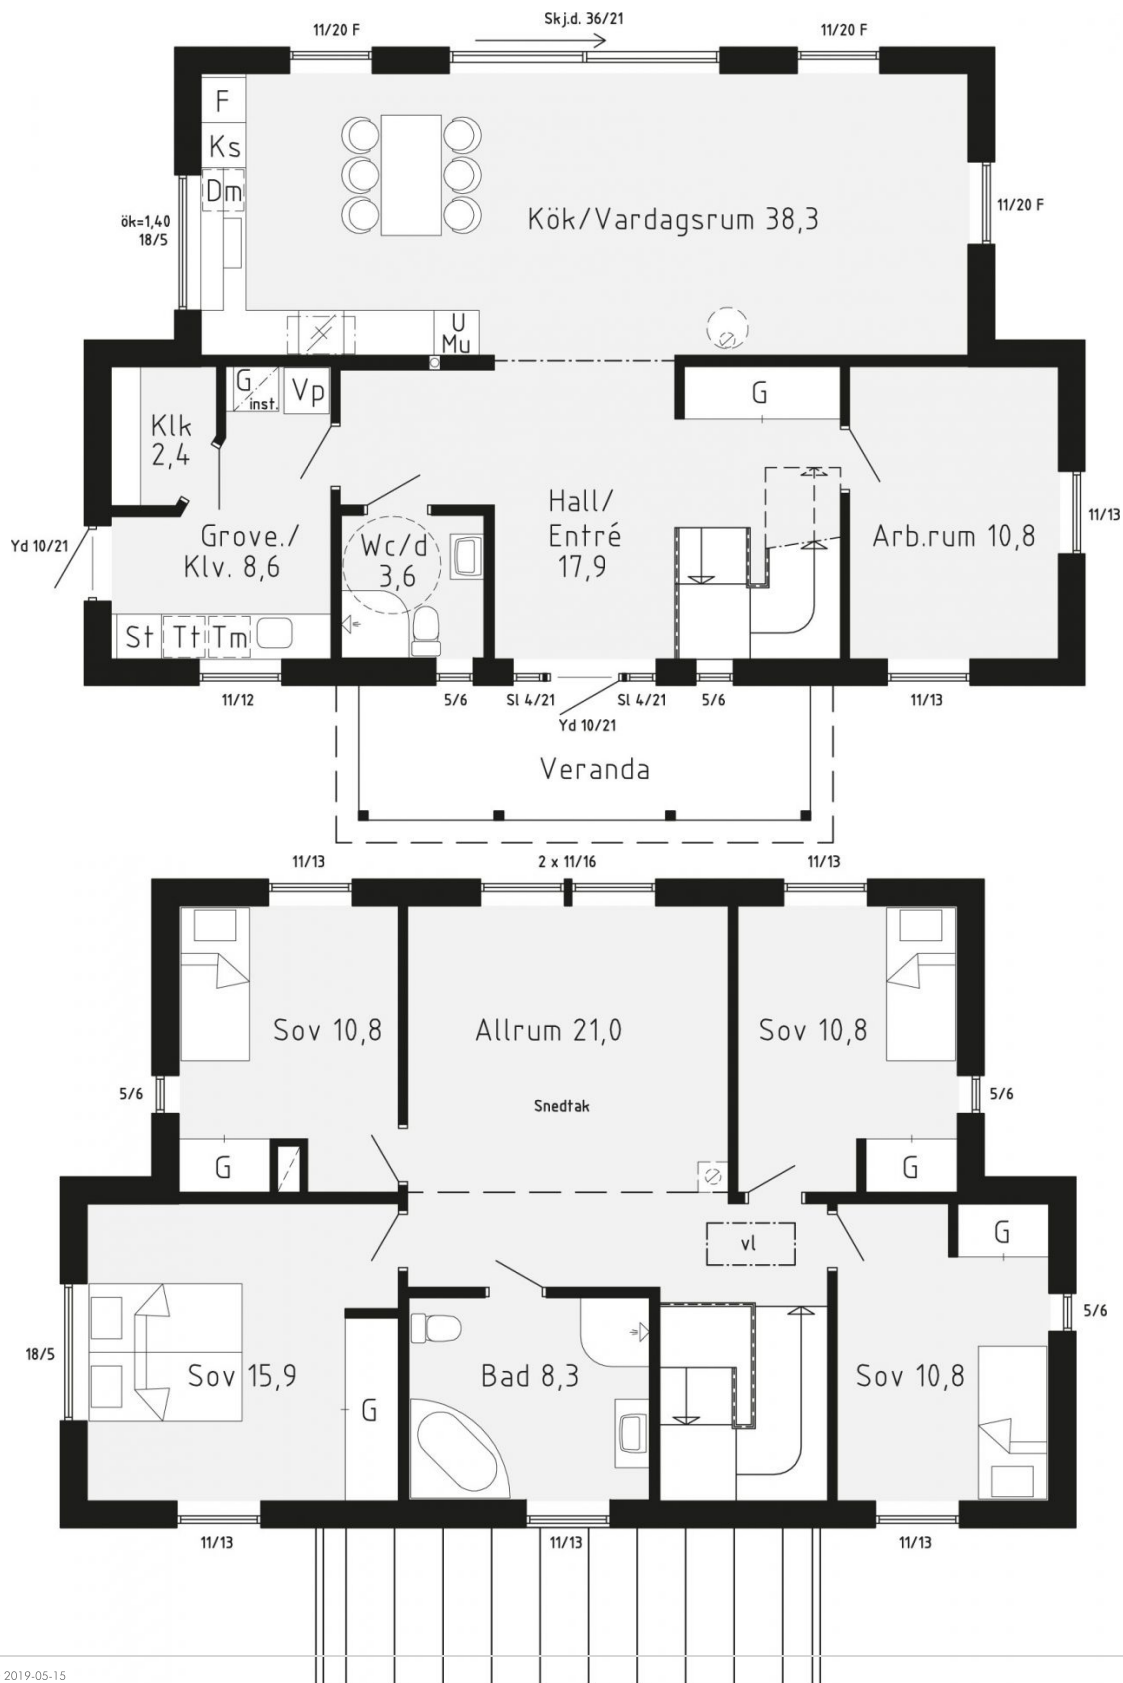 Skj.d. 36/21
11/20 F
11/20 F
F
Ks
Dm
ök=1,40
18/5
11/20 F
Kök/Vardagsrum 38,3
U
Mu
G
inst.
Vp
G
Klk
2,4
Hall/
Entré
17,9
Grove./
Klv. 8,6
Wc/d
3,6
Arb.rum 10,8
11/13
Yd 10/21
St
Tt
Tm
11/12
5/6
Sl 4/21
Sl 4/21
5/6
11/13
Yd 10/21
Veranda
11/13
2 x 11/16
11/13
Sov 10,8
Allrum 21,0
Sov 10,8
5/6
Snedtak
5/6
G
G
G
vl
5/6
18/5
Sov 15,9
Bad 8,3
Sov 10,8
G
11/13
11/13
11/13
2019-05-15